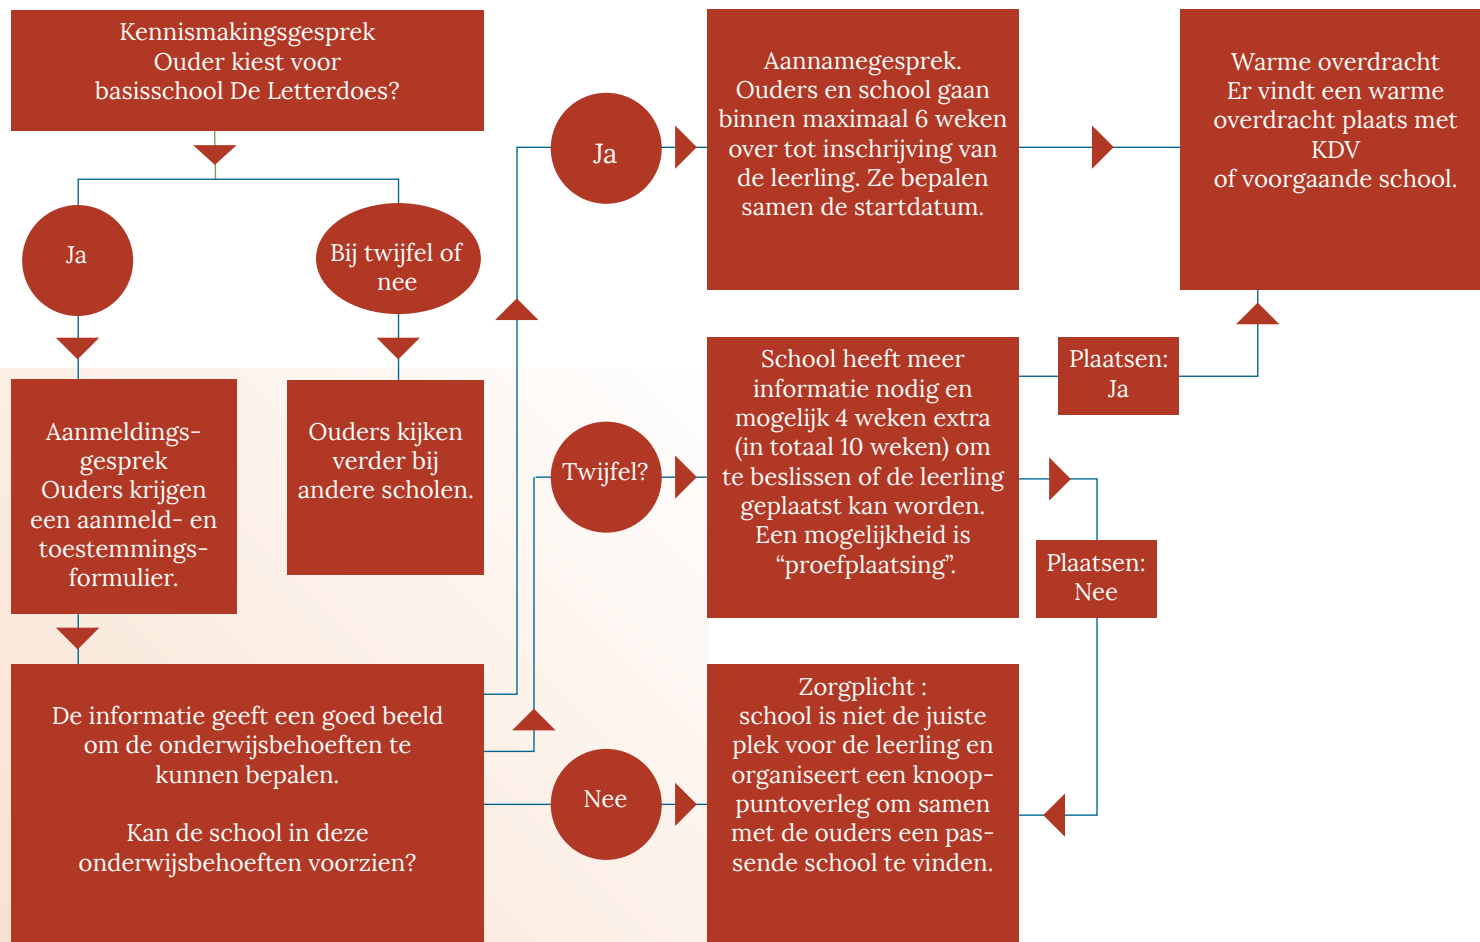 Kennismakingsgesprek
Ouder kiest voor
basisschool De Letterdoes?
Ja
Bij twijfel of
nee
Aanmeldings-
gesprek
Ouders krijgen
een aanmeld- en
toestemmings-
formulier.
Ouders kijken
verder bij
andere scholen.
De informatie geeft een goed beeld
om de onderwijsbehoeften te
kunnen bepalen.
Kan de school in deze
onderwijsbehoeften voorzien?
Ja
Aannamegesprek.
Ouders en school gaan
binnen maximaal 6 weken
over tot inschrijving van
de leerling. Ze bepalen
samen de startdatum.
Warme overdracht
Er vindt een warme
overdracht plaats met
KDV
of voorgaande school.
Twijfel?
School heeft meer
informatie nodig en
mogelijk 4 weken extra
(in totaal 10 weken) om
te beslissen of de leerling
geplaatst kan worden.
Een mogelijkheid is
“proefplaatsing”.
Plaatsen:
Ja
Plaatsen:
Nee
Nee
Zorgplicht :
school is niet de juiste
plek voor de leerling en
organiseert een knoop-
puntoverleg om samen
met de ouders een pas-
sende school te vinden.